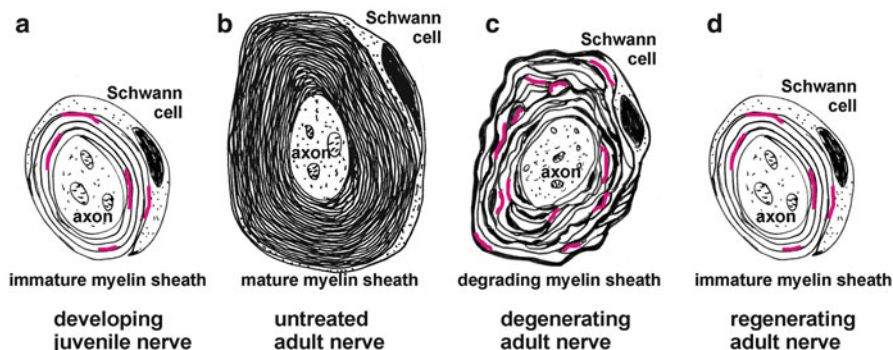 a
Schwann
cell
axon
immature myelin sheath
developing
juvenile nerve
b
Schwann
cell
axon
mature myelin sheath
untreated
adult nerve
c
Schwann
cell
axon
degrading myelin sheath
degenerating
adult nerve
d
Schwann
cell
axon
immature myelin sheath
regenerating
adult nerve